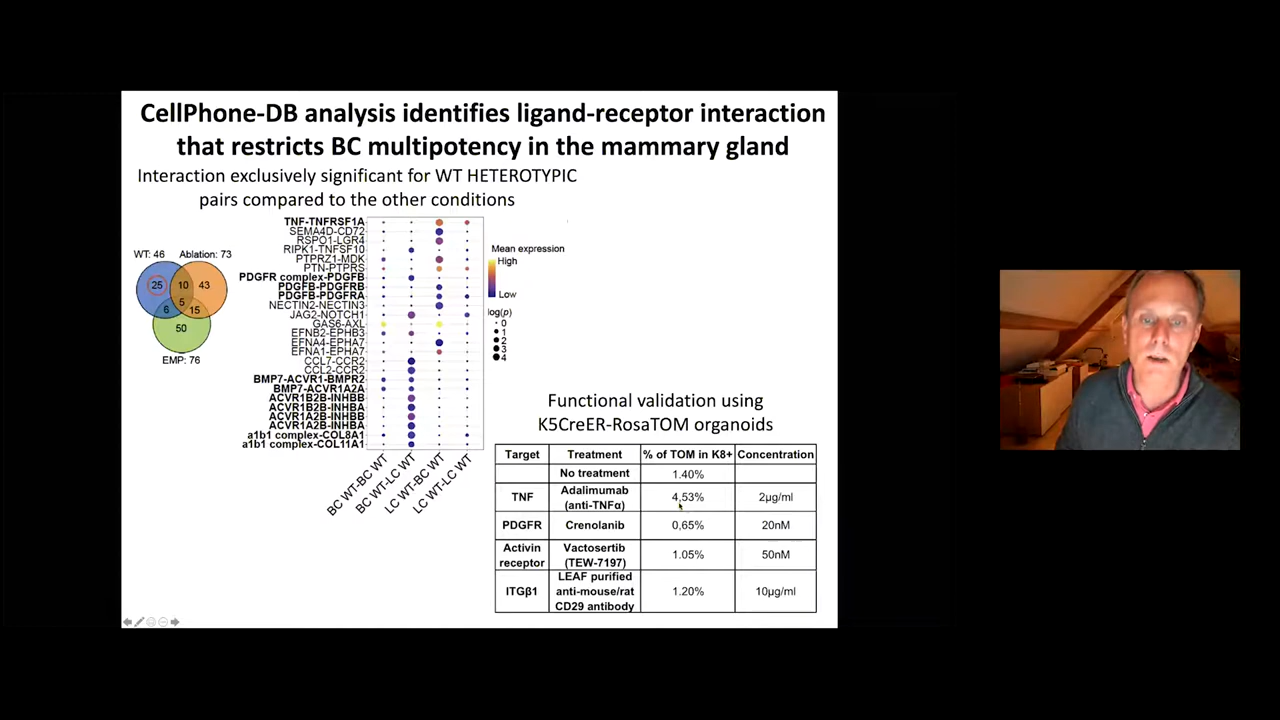 CellPhone-DB analysis identifies ligand-receptor interaction
that restricts BC multipotency in the mammary gland
Interaction exclusively significant for WT HETEROTYPIC
pairs compared to the other conditions
WT: 46 Ablation: 73
25 10 43
5
6 15
50
EMP: 76
TNF-TNFRSF1A
SEMA4D-CD72
RSPO1-LGR4
RIPK1-TNFSF10
PTPRZ1-MDK
PTN-PTPRS
PDGFR complex-PDGFB
PDGFB-PDGFRB
PDGFB-PDGFRA
NECTIN2-NECTIN3
JAG2-NOTCH1
GAS6-AXL
EFNB2-EPHB3
EFNA4-EPHA7
EFNA1-EPHA7
CCL7-CCR2
CCL2-CCR2
BMP7-ACVR1-BMPR2
BMP7-ACVR1A2A
ACVR1B2B-INHBB
ACVR1B2B-INHBA
ACVR1A2B-INHBB
ACVR1A2B-INHBA
a1b1 complex-COL8A1
a1b1 complex-COL11A1
BC WT-BC WT
BC WT-LC WT
LC WT-BC WT
LC WT-LC WT
Mean expression
High
Low
log(p)
0
1
2
3
4
Functional validation using
K5CreER-RosaTOM organoids
Target Treatment % of TOM in K8+ Concentration
No treatment 1.40%
TNF Adalimumab (anti-TNFα) 4,53% 2µg/ml
PDGFR Crenolanib 0,65% 20nM
Activin receptor Vactosertib (TEW-7197) 1.05% 50nM
ITGβ1 LEAF purified anti-mouse/rat CD29 antibody 1.20% 10µg/ml